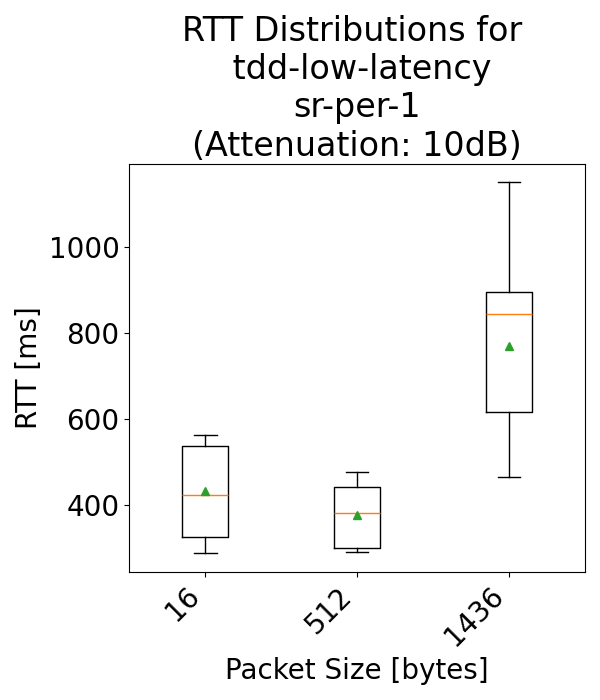 RTT Distributions for
tdd-low-latency
sr-per-1
(Attenuation: 10dB)
RTT [ms]
1000
800
600
400
16
512
1436
Packet Size [bytes]